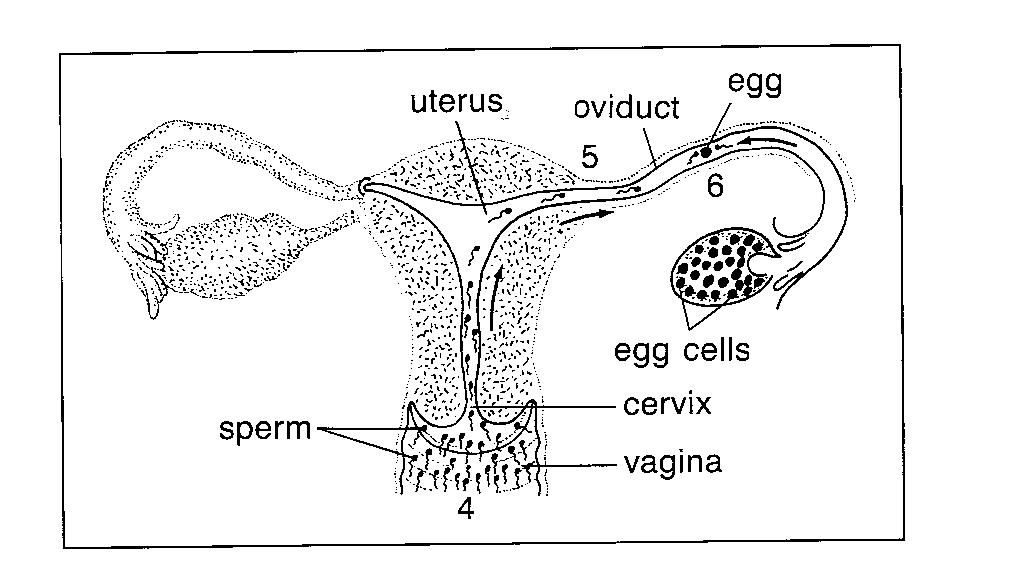 egg
uterus
oviduct
5
6
egg cells
cervix
sperm
vagina
4